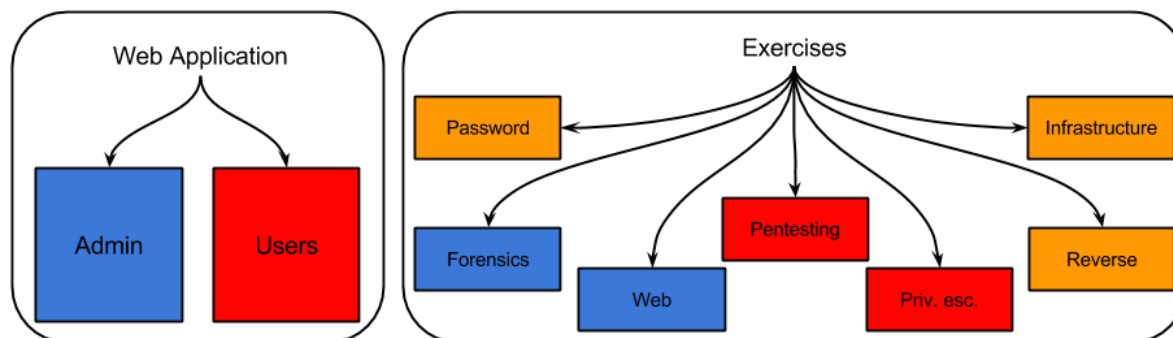 Web Application
Admin
Users
Exercises
Password
Infrastructure
Forensics
Web
Pentesting
Priv. esc.
Reverse